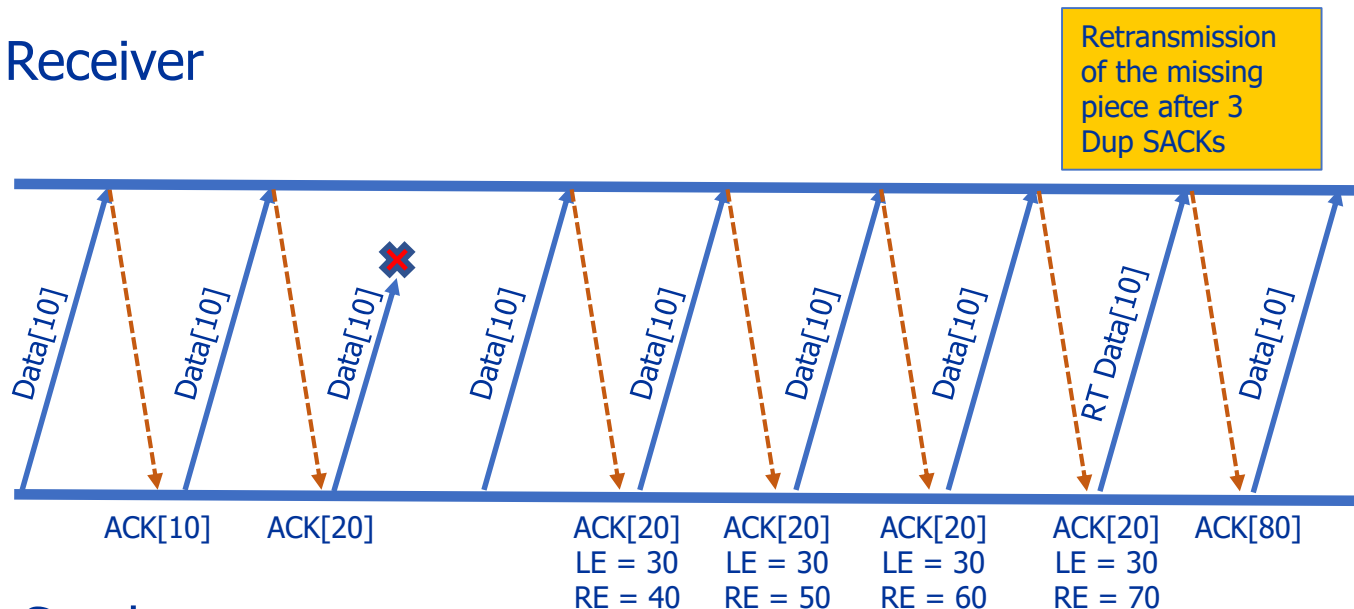 Receiver
Retransmission
of the missing
piece after 3
Dup SACKs
Data[10]
Data[10]
Data[10]
Data[10]
Data[10]
Data[10]
Data[10]
RT Data[10]
Data[10]
ACK[10]
ACK[20]
ACK[20]
LE = 30
RE = 40
ACK[20]
LE = 30
RE = 50
ACK[20]
LE = 30
RE = 60
ACK[20]
LE = 30
RE = 70
ACK[80]